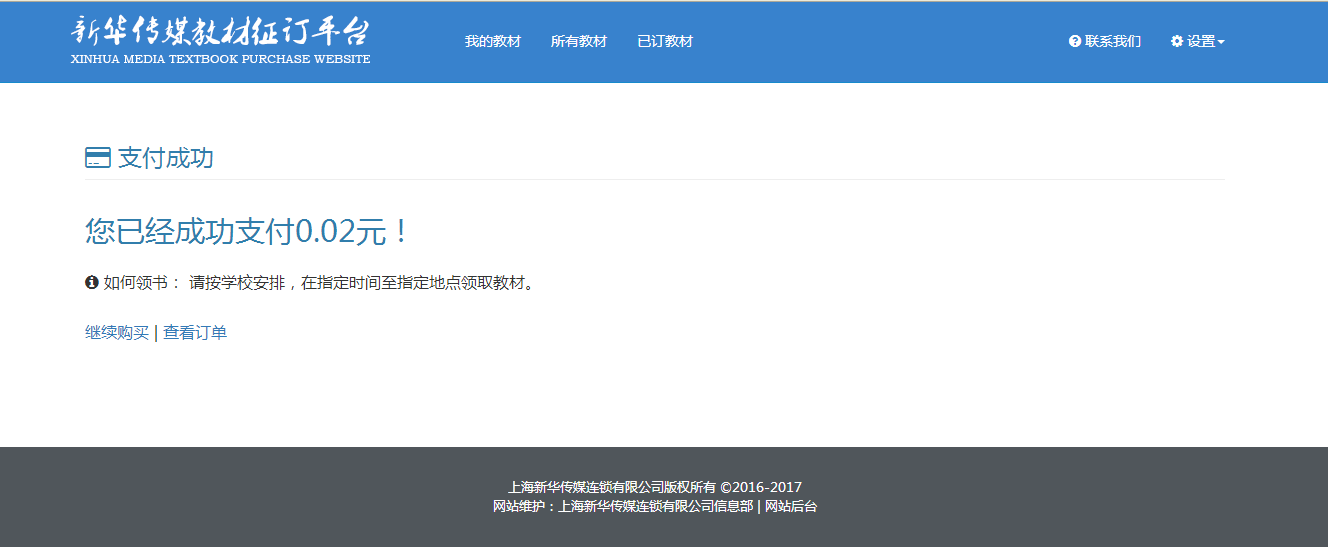 新华传媒教材征订平台
XINHUA MEDIA TEXTBOOK PURCHASE WEBSITE
我的教材 所有教材 已订教材 联系我们 设置
支付成功
您已经成功支付0.02元！
如何领书： 请按学校安排，在指定时间至指定地点领取教材。
继续购买 | 查看订单
上海新华传媒连锁有限公司版权所有 ©2016-2017
网站维护：上海新华传媒连锁有限公司信息部 | 网站后台